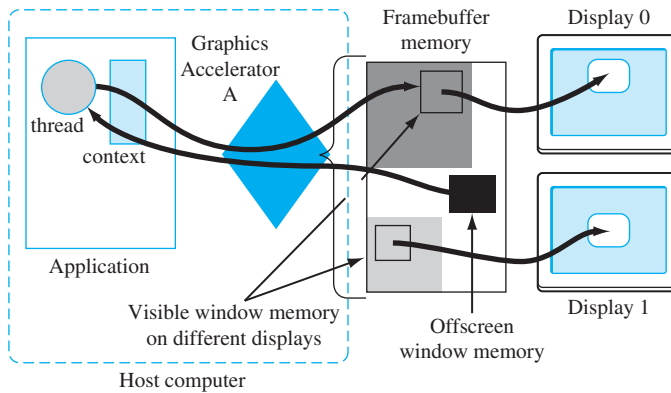 Graphics
Accelerator
A
Framebuffer
memory
Display 0
thread
context
Application
Visible window memory
on different displays
Offscreen
window memory
Display 1
Host computer